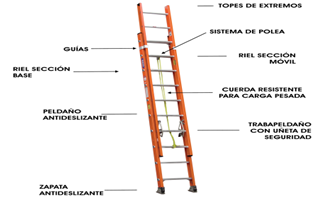 TOPES DE EXTREMOS
SISTEMA DE POLEA
GUÍAS
RIEL SECCIÓN
MÓVIL
RIEL SECCIÓN
BASE
CUERDA RESISTENTE
PARA CARGA PESADA
PELDAÑO
ANTIDESLIZANTE
TRABAPELDAÑO
CON UÑETA DE
SEGURIDAD
ZAPATA
ANTIDESLIZANTE